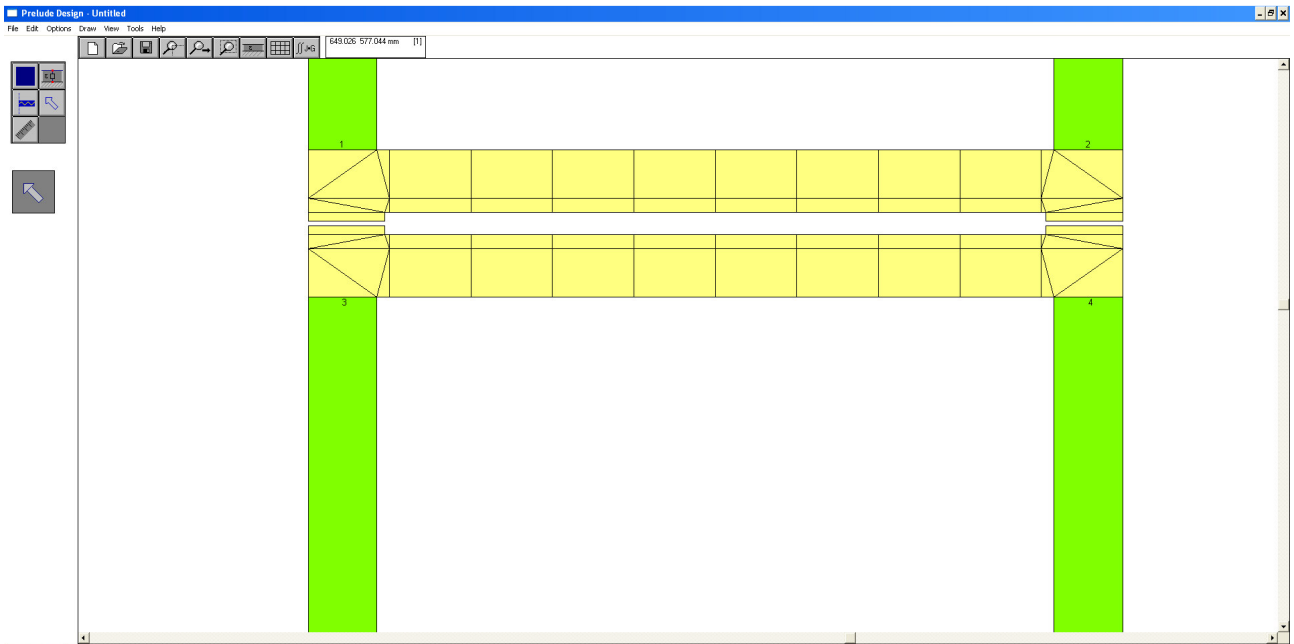 Prelude Design - Untitled
File Edit Options Draw View Tools Help
649.026 577.044 mm [1]
1
2
3
4